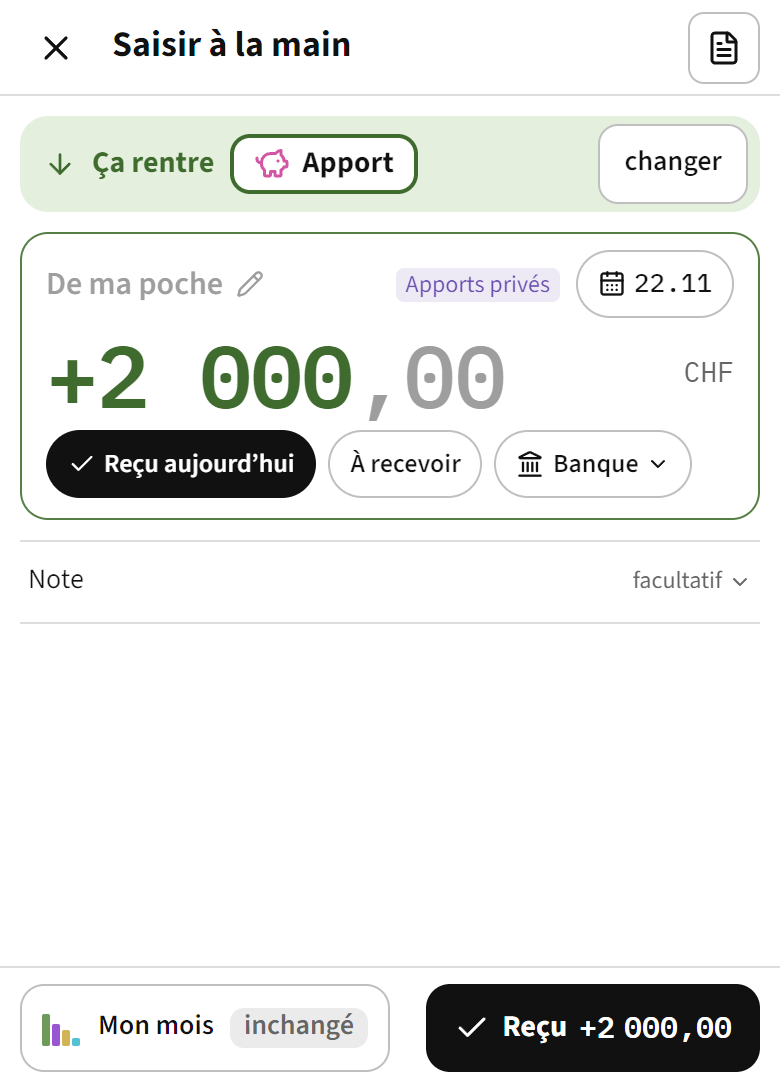 Saisir à la main
Ça rentre Apport changer
De ma poche Apports privés 22.11
+2 000,00 CHF
Reçu aujourd’hui À recevoir Banque
Note facultatif
Mon mois inchangé Reçu +2 000,00